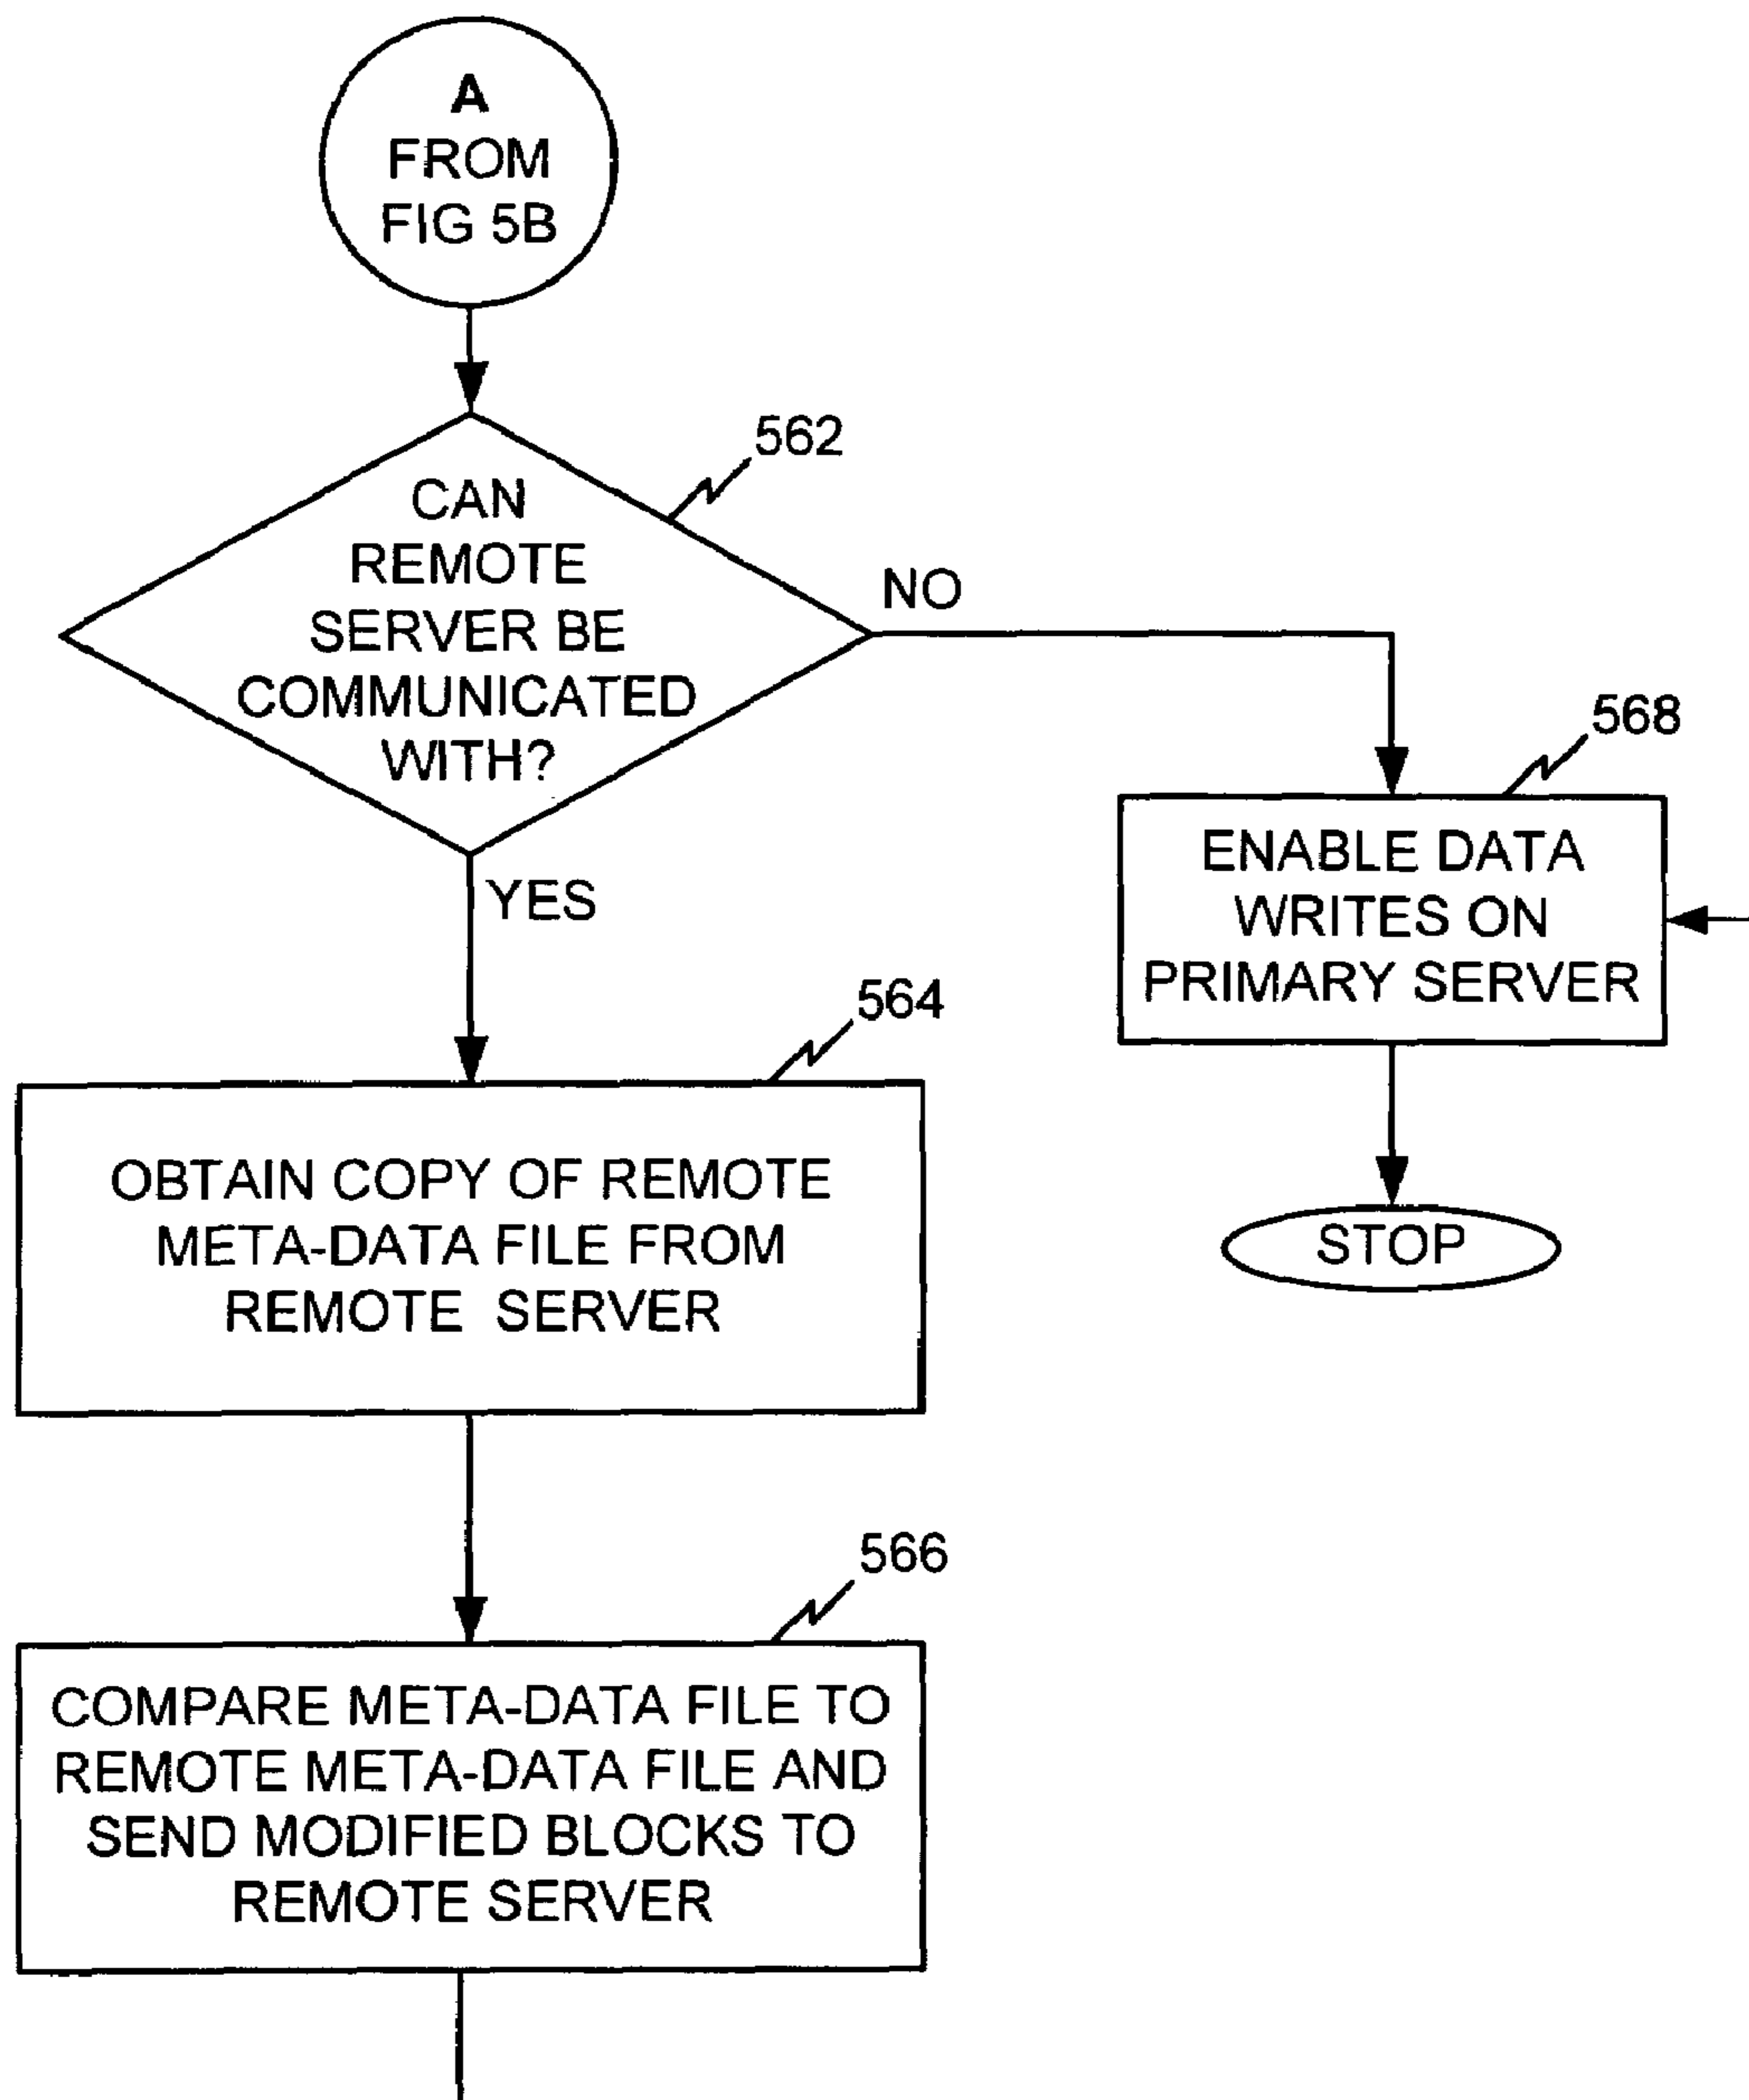 A
FROM
FIG 5B
562
CAN
REMOTE
SERVER BE
COMMUNICATED
WITH?
NO
YES
568
ENABLE DATA
WRITES ON
PRIMARY SERVER
STOP
564
OBTAIN COPY OF REMOTE
META-DATA FILE FROM
REMOTE SERVER
566
COMPARE META-DATA FILE TO
REMOTE META-DATA FILE AND
SEND MODIFIED BLOCKS TO
REMOTE SERVER